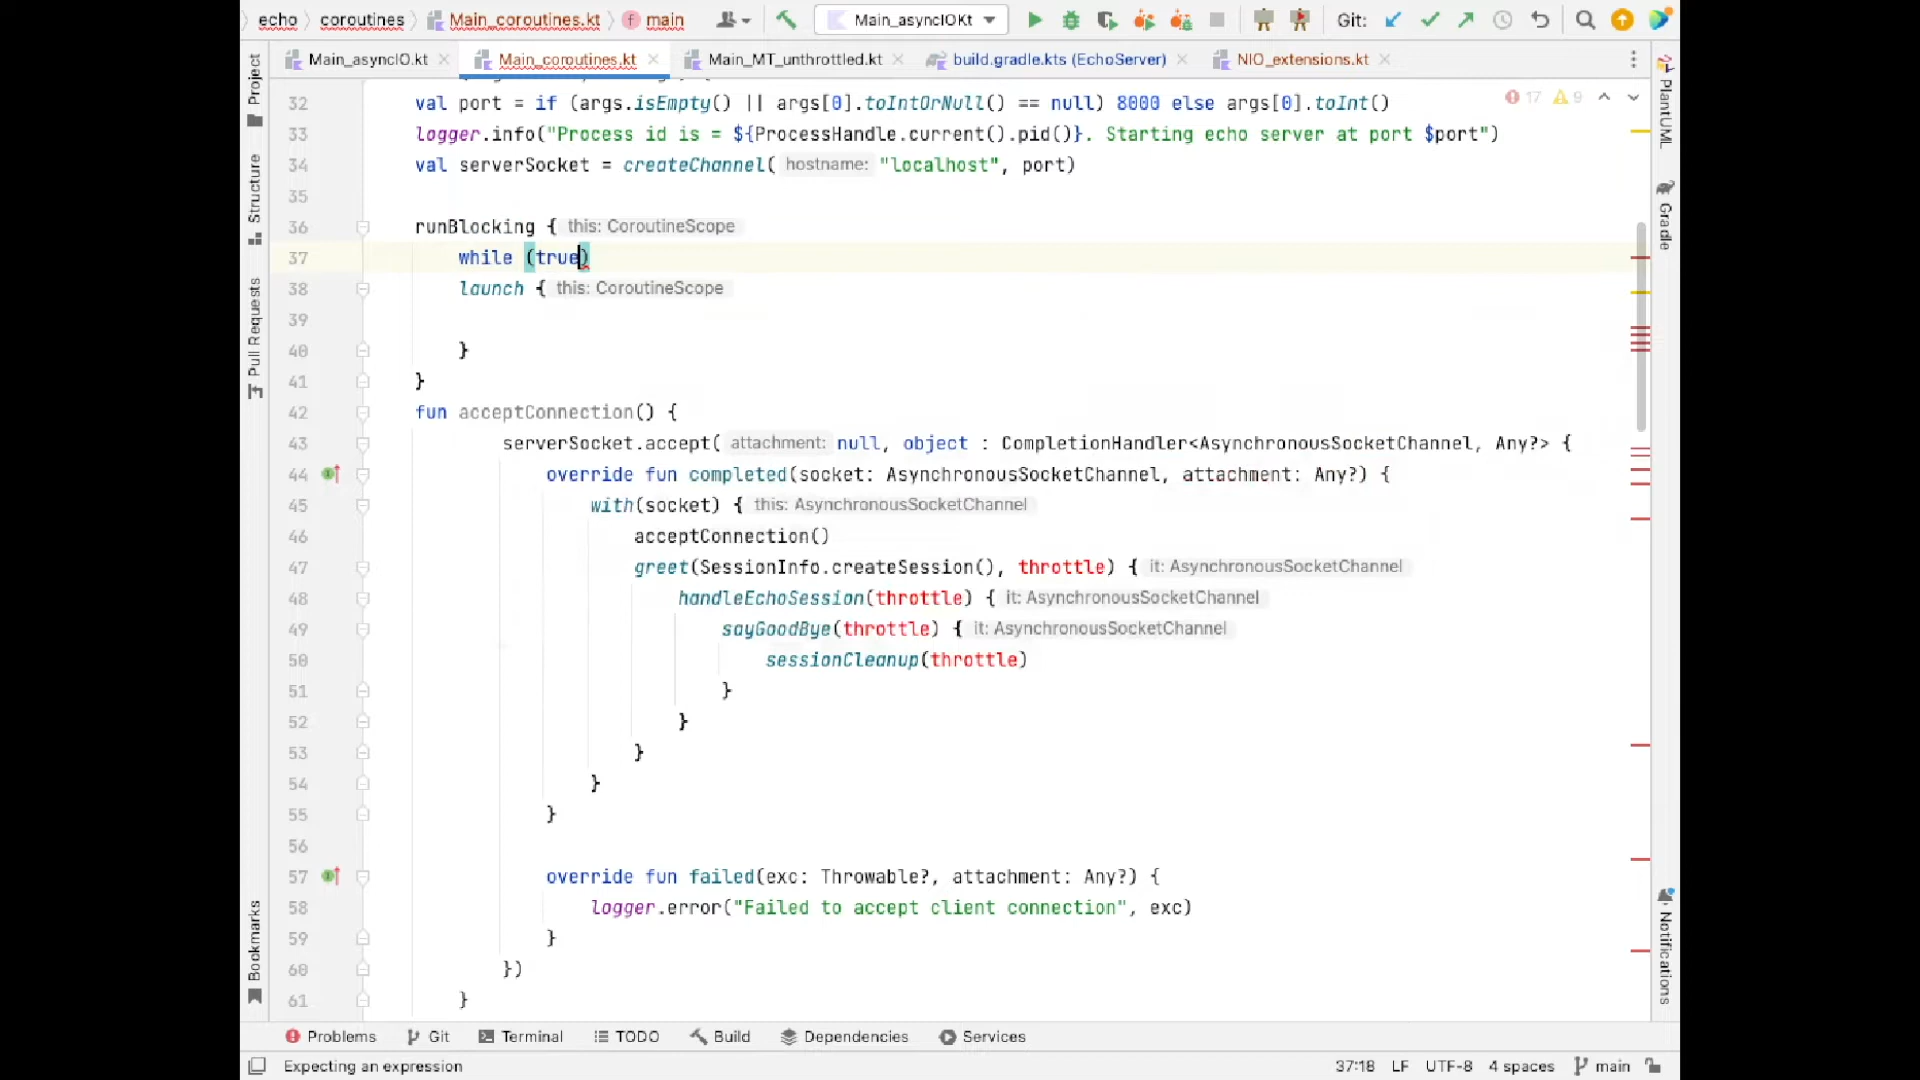 echo coroutines Main_coroutines.kt main Main_asyncIOKt Git:
Main_asyncIO.kt Main_coroutines.kt Main_MT_unthrottled.kt build.gradle.kts (EchoServer) NIO_extensions.kt
Project
Structure
Pull Requests
Bookmarks
17 9
32 val port = if (args.isEmpty() || args[0].toIntOrNull() == null) 8000 else args[0].toInt()
33 logger.info("Process id is = ${ProcessHandle.current().pid()}. Starting echo server at port $port")
34 val serverSocket = createChannel( hostname: "localhost", port)
35
36 runBlocking { this: CoroutineScope
37 while (true)
38 launch { this: CoroutineScope
39
40 }
41 }
42 fun acceptConnection() {
43 serverSocket.accept( attachment: null, object : CompletionHandler<AsynchronousSocketChannel, Any?> {
44 override fun completed(socket: AsynchronousSocketChannel, attachment: Any?) {
45 with(socket) { this: AsynchronousSocketChannel
46 acceptConnection()
47 greet(SessionInfo.createSession(), throttle) { it: AsynchronousSocketChannel
48 handleEchoSession(throttle) { it: AsynchronousSocketChannel
49 sayGoodBye(throttle) { it: AsynchronousSocketChannel
50 sessionCleanup(throttle)
51 }
52 }
53 }
54 }
55 }
56
57 override fun failed(exc: Throwable?, attachment: Any?) {
58 logger.error("Failed to accept client connection", exc)
59 }
60 })
61 }
PlantUML
Gradle
Notifications
Problems Git Terminal TODO Build Dependencies Services
Expecting an expression 37:18 LF UTF-8 4 spaces main